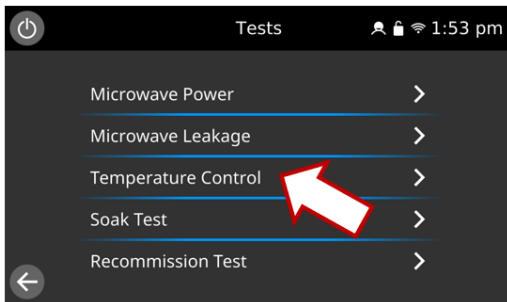 Tests 1:53 pm
Microwave Power
Microwave Leakage
Temperature Control
Soak Test
Recommission Test